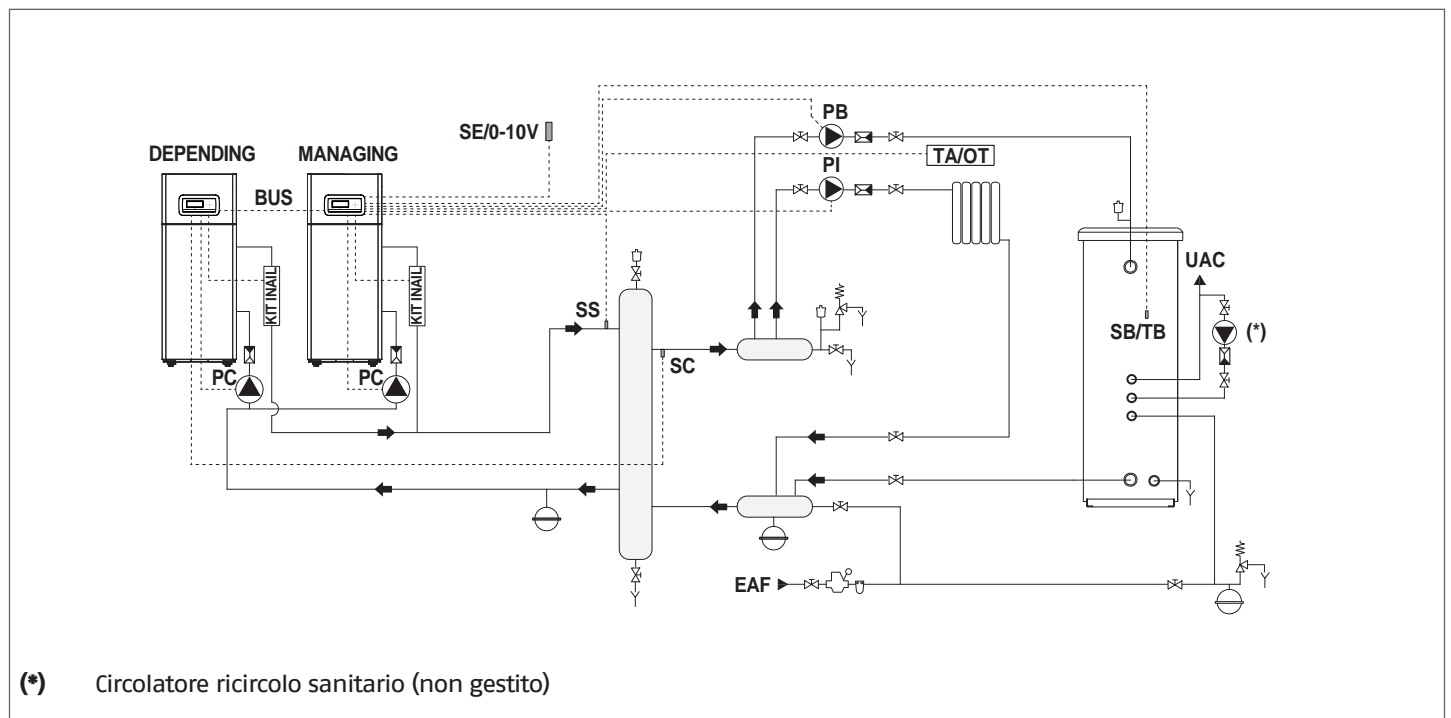 PB
SE/0-10V
DEPENDING
MANAGING
TA/OT
PI
BUS
UAC
KIT INAIL
KIT INAIL
SS
SB/TB
(*)
SC
PC
PC
EAF
(*) Circolatore ricircolo sanitario (non gestito)